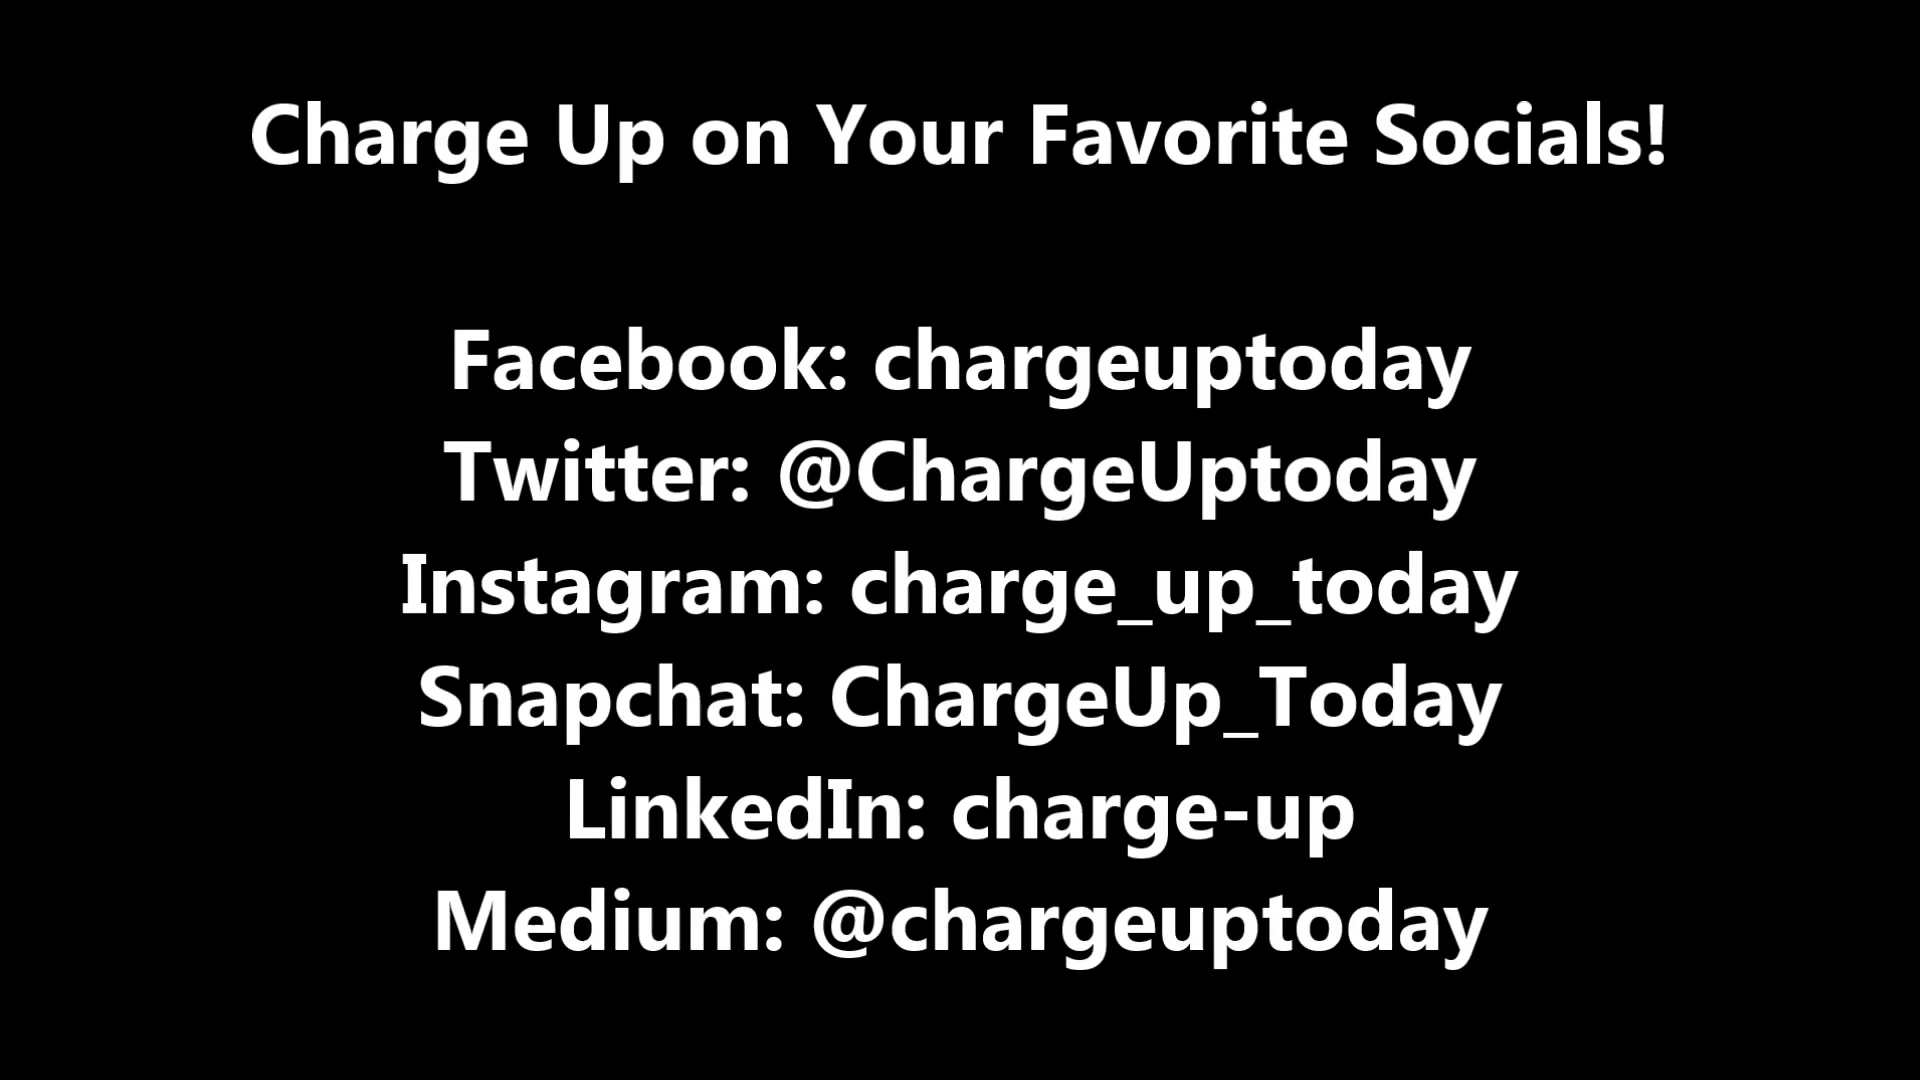 Charge Up on Your Favorite Socials!
Facebook: chargeuptoday
Twitter: @ChargeUptoday
Instagram: charge_up_today
Snapchat: ChargeUp_Today
LinkedIn: charge-up
Medium: @chargeuptoday